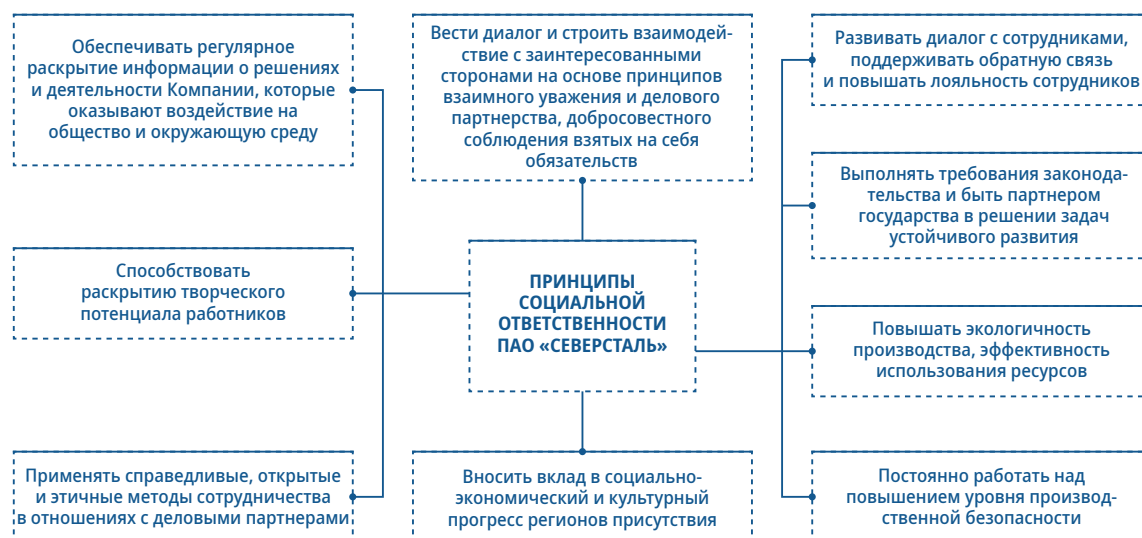 Обеспечивать регулярное
раскрытие информации о решениях
и деятельности Компании, которые
оказывают воздействие на
общество и окружающую среду
Вести диалог и строить взаимодей-
ствие с заинтересованными
сторонами на основе принципов
взаимного уважения и делового
партнерства, добросовестного
соблюдения взятых на себя
обязательств
Развивать диалог с сотрудниками,
поддерживать обратную связь
и повышать лояльность сотрудников
Выполнять требования законода-
тельства и быть партнером
государства в решении задач
устойчивого развития
Способствовать
раскрытию творческого
потенциала работников
ПРИНЦИПЫ
СОЦИАЛЬНОЙ
ОТВЕТСТВЕННОСТИ
ПАО «СЕВЕРСТАЛЬ»
Повышать экологичность
производства, эффективность
использования ресурсов
Применять справедливые, открытые
и этичные методы сотрудничества
в отношениях с деловыми партнерами
Вносить вклад в социально-
экономический и культурный
прогресс регионов присутствия
Постоянно работать над
повышением уровня производ-
ственной безопасности